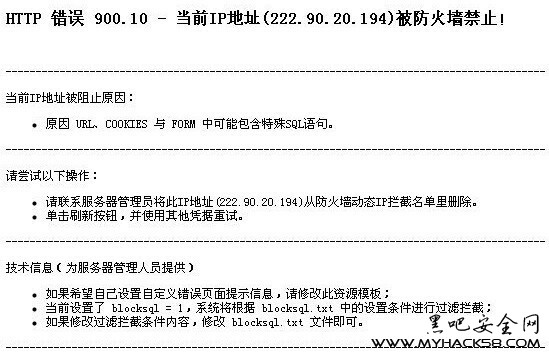 HTTP 错误 900.10 - 当前IP地址(222.90.20.194)被防火墙禁止!
当前IP地址被阻止原因：
原因 URL、COOKIES 与 FORM 中可能包含特殊SQL语句。
请尝试以下操作：
请联系服务器管理员将此IP地址(222.90.20.194)从防火墙动态IP拦截名单里删除。
单击刷新按钮，并使用其他凭据重试。
技术信息（为服务器管理人员提供）
如果希望自己设置自定义错误页面提示信息，请修改此资源模板；
当前设置了 blocksql = 1，系统将根据 blocksql.txt 中的设置条件进行过滤拦截；
如果修改过滤拦截条件内容，修改 blocksql.txt 文件即可。
黑吧安全网
WWW.MYHACK58.COM